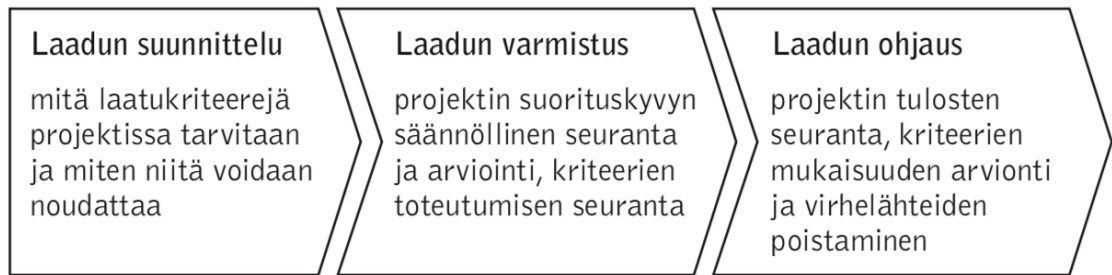 Laadun suunnittelu
mitä laatukriteerejä
projektissa tarvitaan
ja miten niitä voidaan
noudattaa
Laadun varmistus
projektin suorituskyvyn
säännöllinen seuranta
ja arviointi, kriteerien
toteutumisen seuranta
Laadun ohjaus
projektin tulosten
seuranta, kriteerien
mukaisuuden arvionti
ja virhelähteiden
poistaminen